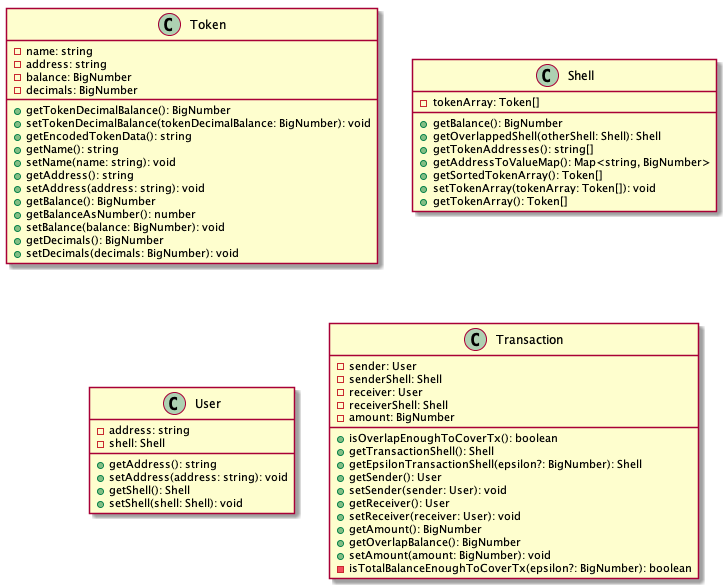 C Token
name: string
address: string
balance: BigNumber
decimals: BigNumber
getTokenDecimalBalance(): BigNumber
setTokenDecimalBalance(tokenDecimalBalance: BigNumber): void
getEncodedTokenData(): string
getName(): string
setName(name: string): void
getAddress(): string
setAddress(address: string): void
getBalance(): BigNumber
getBalanceAsNumber(): number
setBalance(balance: BigNumber): void
getDecimals(): BigNumber
setDecimals(decimals: BigNumber): void
C Shell
tokenArray: Token[]
getBalance(): BigNumber
getOverlappedShell(otherShell: Shell): Shell
getTokenAddresses(): string[]
getAddressToValueMap(): Map<string, BigNumber>
getSortedTokenArray(): Token[]
setTokenArray(tokenArray: Token[]): void
getTokenArray(): Token[]
C User
address: string
shell: Shell
getAddress(): string
setAddress(address: string): void
getShell(): Shell
setShell(shell: Shell): void
C Transaction
sender: User
senderShell: Shell
receiver: User
receiverShell: Shell
amount: BigNumber
isOverlapEnoughToCoverTx(): boolean
getTransactionShell(): Shell
getEpsilonTransactionShell(epsilon?: BigNumber): Shell
getSender(): User
setSender(sender: User): void
getReceiver(): User
setReceiver(receiver: User): void
getAmount(): BigNumber
getOverlapBalance(): BigNumber
setAmount(amount: BigNumber): void
isTotalBalanceEnoughToCoverTx(epsilon?: BigNumber): boolean